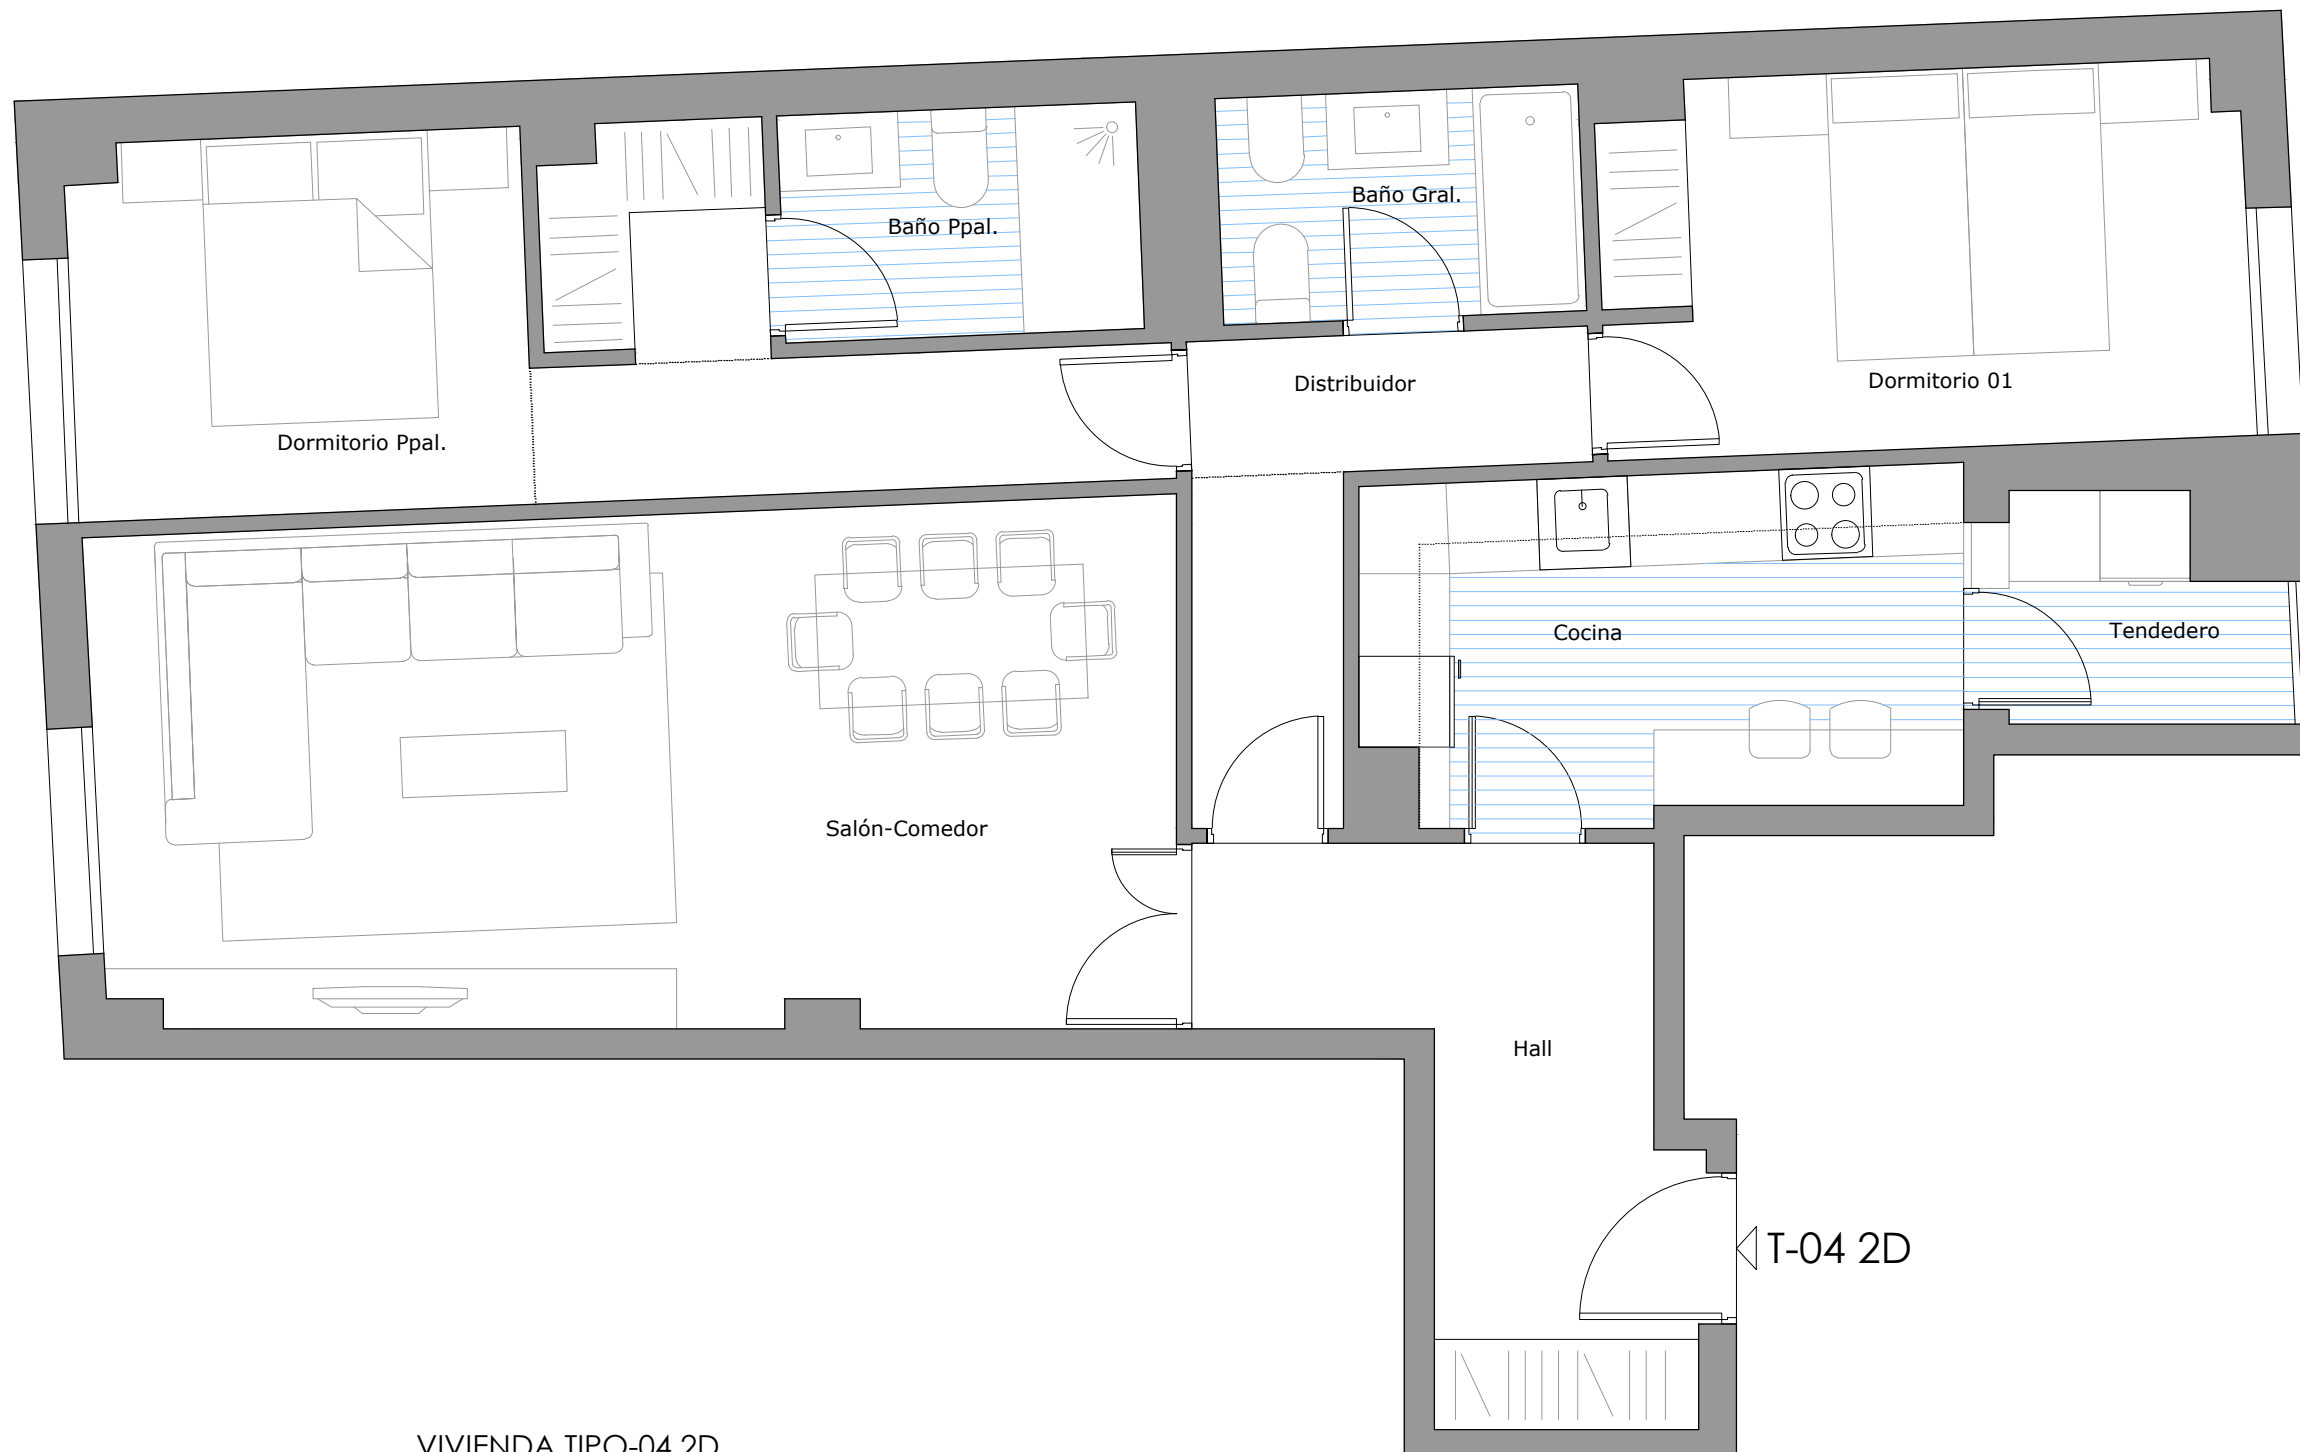 Baño Gral.
Baño Ppal.
Distribuidor
Dormitorio 01
Dormitorio Ppal.
Cocina
Tendedero
Salón-Comedor
Hall
T-04 2D
VIVIENDA TIPO-04 2D